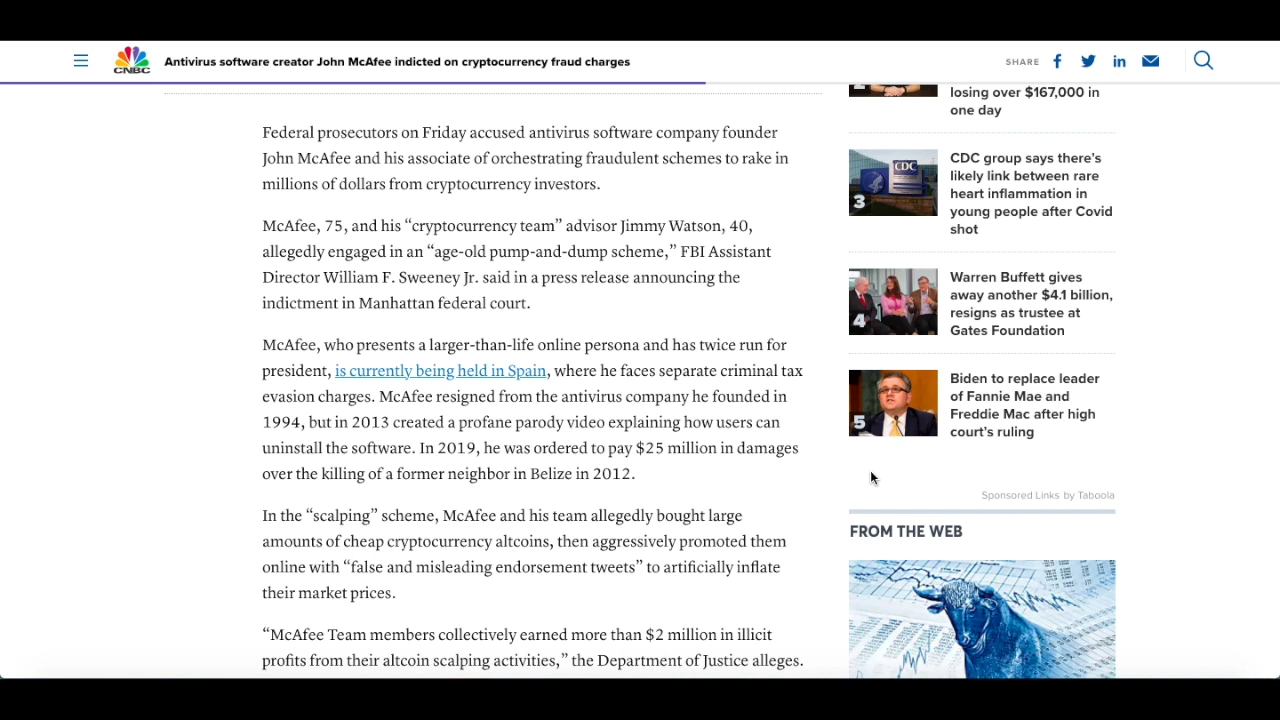 CNBC
Antivirus software creator John McAfee indicted on cryptocurrency fraud charges
SHARE
Federal prosecutors on Friday accused antivirus software company founder
John McAfee and his associate of orchestrating fraudulent schemes to rake in
millions of dollars from cryptocurrency investors.
McAfee, 75, and his “cryptocurrency team” advisor Jimmy Watson, 40,
allegedly engaged in an “age-old pump-and-dump scheme,” FBI Assistant
Director William F. Sweeney Jr. said in a press release announcing the
indictment in Manhattan federal court.
McAfee, who presents a larger-than-life online persona and has twice run for
president, is currently being held in Spain, where he faces separate criminal tax
evasion charges. McAfee resigned from the antivirus company he founded in
1994, but in 2013 created a profane parody video explaining how users can
uninstall the software. In 2019, he was ordered to pay $25 million in damages
over the killing of a former neighbor in Belize in 2012.
In the “scalping” scheme, McAfee and his team allegedly bought large
amounts of cheap cryptocurrency altcoins, then aggressively promoted them
online with “false and misleading endorsement tweets” to artificially inflate
their market prices.
“McAfee Team members collectively earned more than $2 million in illicit
profits from their altcoin scalping activities,” the Department of Justice alleges.
losing over $167,000 in
one day
CDC
3
CDC group says there’s
likely link between rare
heart inflammation in
young people after Covid
shot
4
Warren Buffett gives
away another $4.1 billion,
resigns as trustee at
Gates Foundation
5
Biden to replace leader
of Fannie Mae and
Freddie Mac after high
court’s ruling
Sponsored Links by Taboola
FROM THE WEB